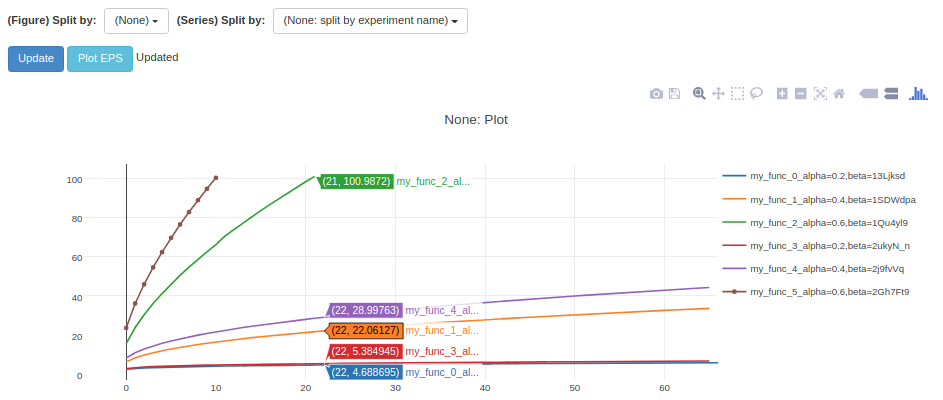 (Figure) Split by: (None) (Series) Split by: (None: split by experiment name)
Update Plot EPS Updated
None: Plot
100
80
60
40
20
0
0 10 20 30 40 50 60
(21, 100.9872) my_func_2_al...
(22, 28.99763) my_func_4_al...
(22, 22.06127) my_func_1_al...
(22, 5.384945) my_func_3_al...
(22, 4.688695) my_func_0_al...
my_func_0_alpha=0.2,beta=13Ljksd
my_func_1_alpha=0.4,beta=1SDWdpa
my_func_2_alpha=0.6,beta=1Qu4yl9
my_func_3_alpha=0.2,beta=2ukyN_n
my_func_4_alpha=0.4,beta=2j9fvVq
my_func_5_alpha=0.6,beta=2Gh7Ft9